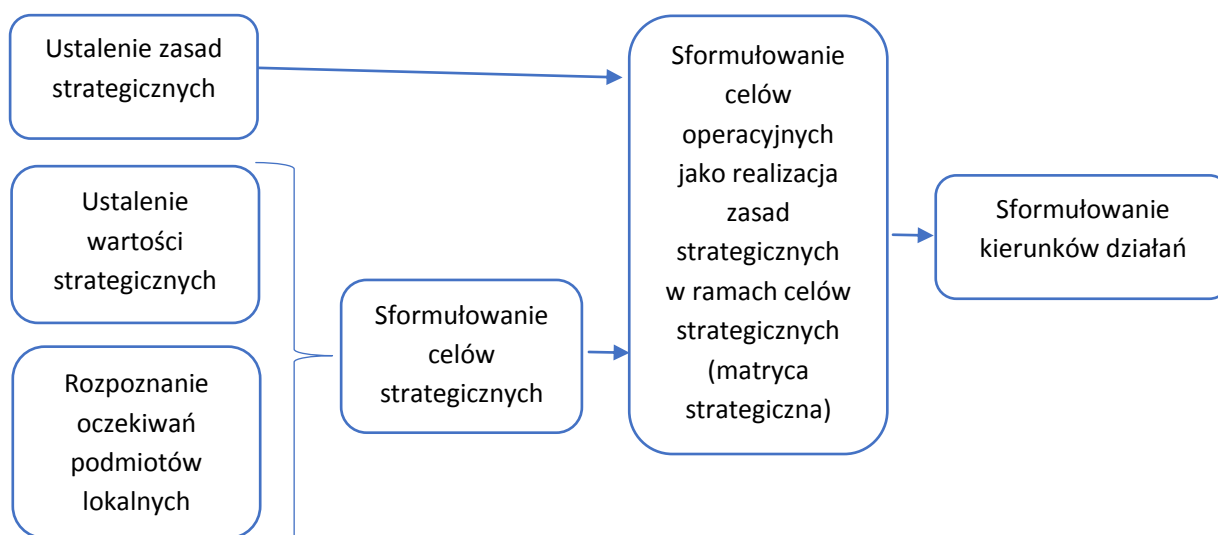 Ustalenie zasad
strategicznych
Ustalenie
wartości
strategicznych
Rozpoznanie
oczekiwań
podmiotów
lokalnych
Sformułowanie
celów
strategicznych
Sformułowanie
celów
operacyjnych
jako realizacja
zasad
strategicznych
w ramach celów
strategicznych
(matryca
strategiczna)
Sformułowanie
kierunków działań